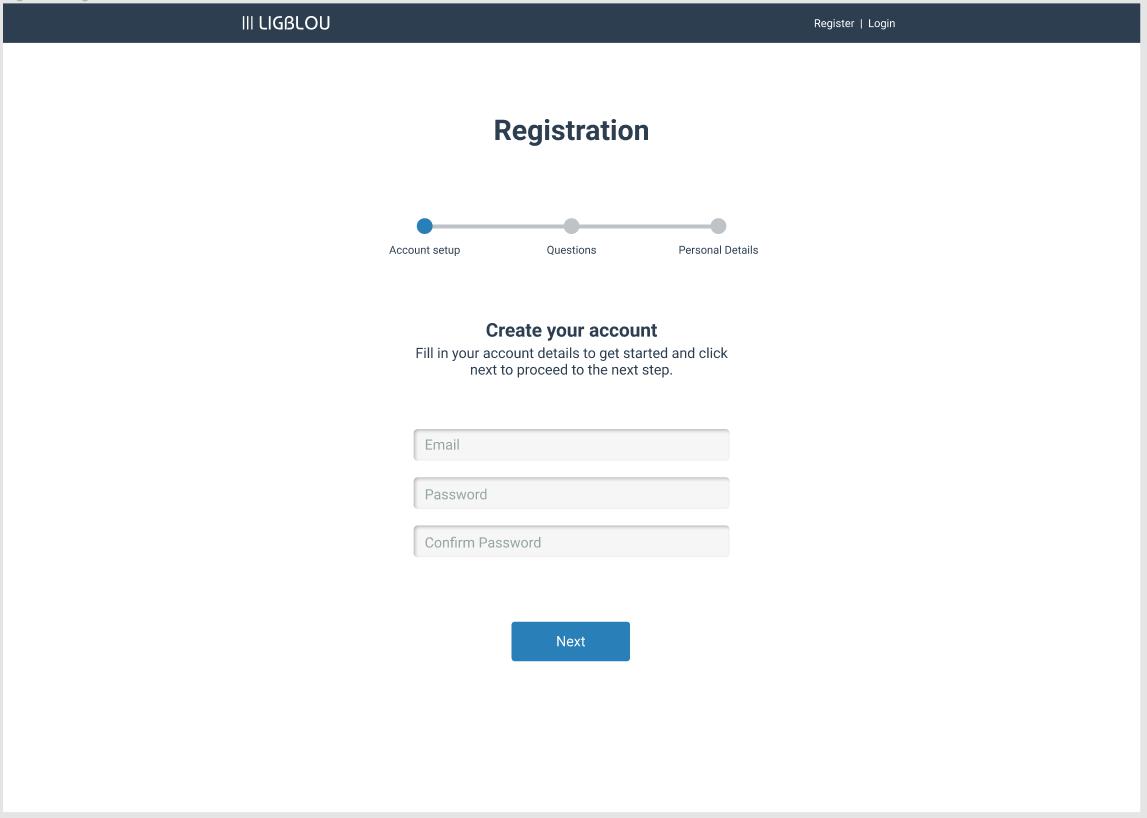 LIGBLOU
Register | Login
Registration
Account setup
Questions
Personal Details
Create your account
Fill in your account details to get started and click
next to proceed to the next step.
Email
Password
Confirm Password
Next